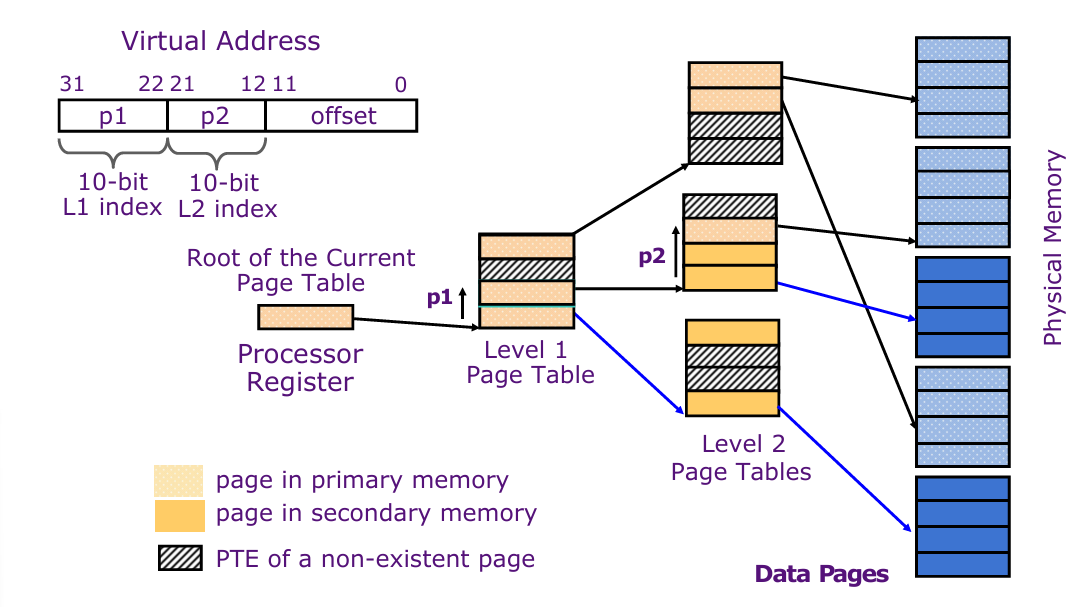 Virtual Address
31 22 21 12 11 0
p1 p2 offset
10-bit
L1 index
10-bit
L2 index
Root of the Current
Page Table
Processor
Register
p1
Level 1
Page Table
p2
Level 2
Page Tables
Physical Memory
page in primary memory
page in secondary memory
PTE of a non-existent page
Data Pages